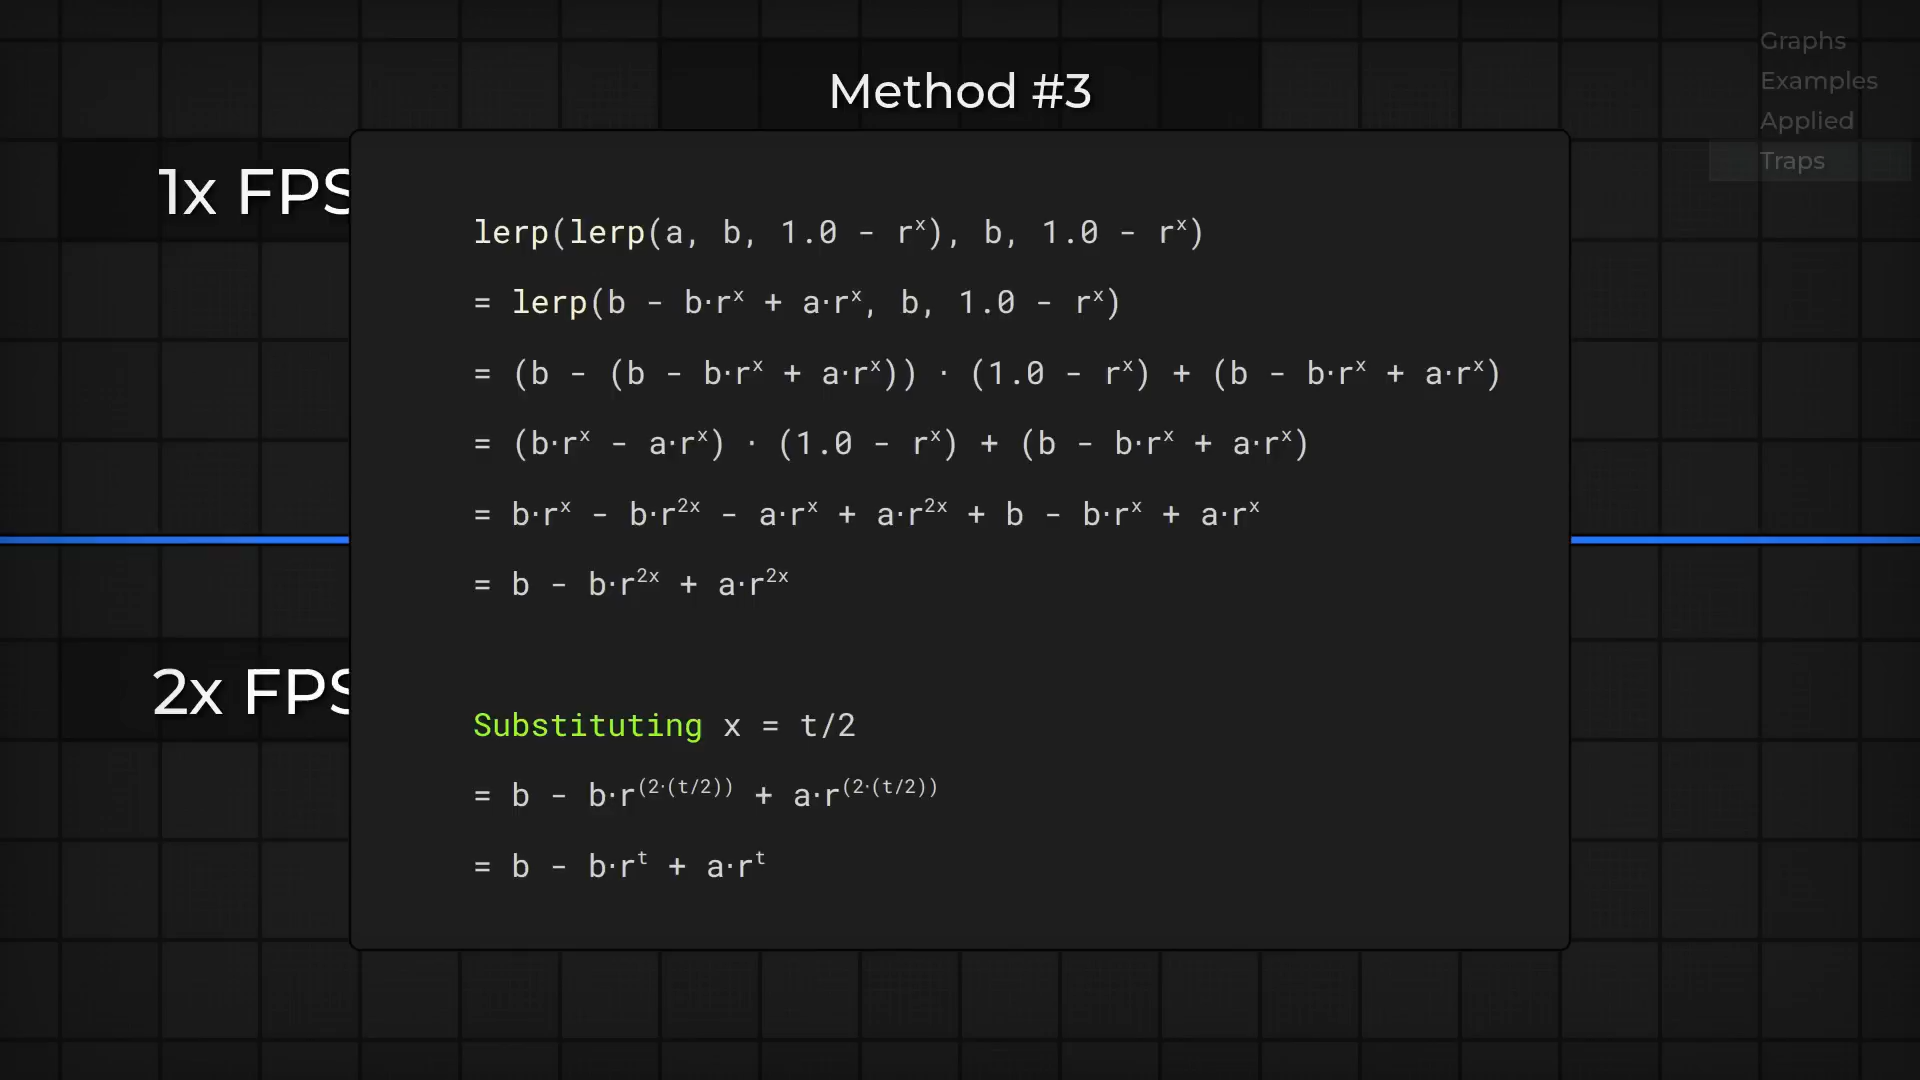 Graphs
Examples
Applied
Traps
Method #3
1x FPS
lerp(lerp(a, b, 1.0 - rˣ), b, 1.0 - rˣ)
= lerp(b - b·rˣ + a·rˣ, b, 1.0 - rˣ)
= (b - (b - b·rˣ + a·rˣ)) · (1.0 - rˣ) + (b - b·rˣ + a·rˣ)
= (b·rˣ - a·rˣ) · (1.0 - rˣ) + (b - b·rˣ + a·rˣ)
= b·rˣ - b·r²ˣ - a·rˣ + a·r²ˣ + b - b·rˣ + a·rˣ
= b - b·r²ˣ + a·r²ˣ
2x FPS
Substituting x = t/2
= b - b·r^(2·(t/2)) + a·r^(2·(t/2))
= b - b·rᵗ + a·rᵗ